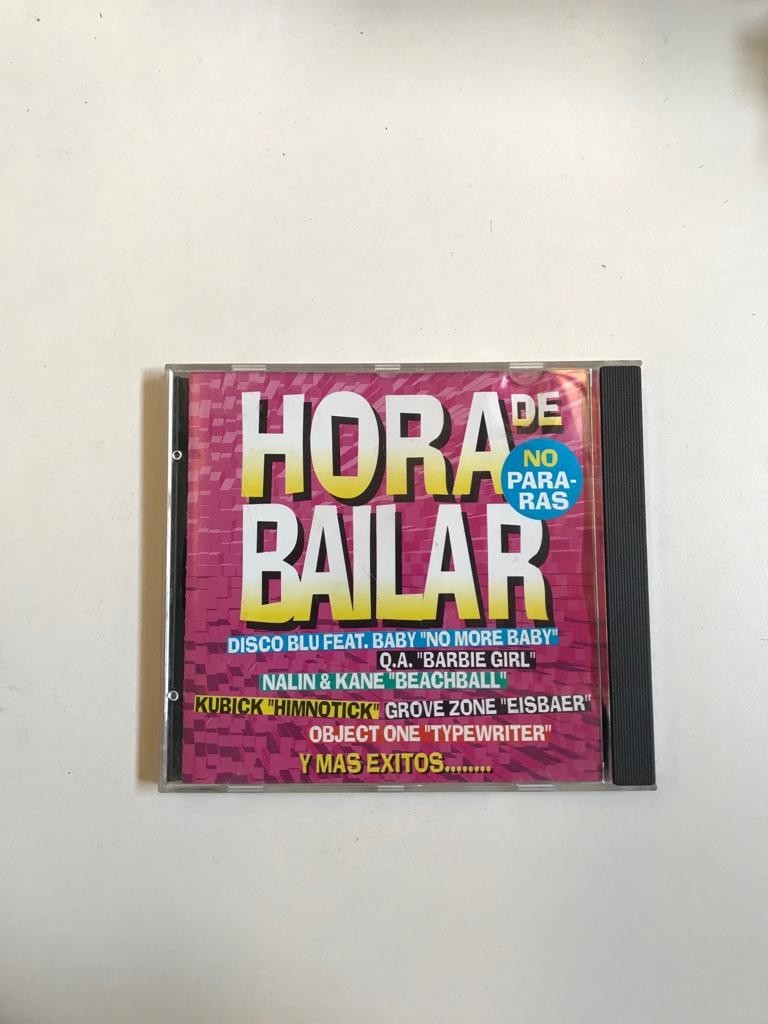 HORA DE
BAILAR
NO
PARA-
RAS
DISCO BLU FEAT. BABY "NO MORE BABY"
Q.A. "BARBIE GIRL"
NALIN & KANE "BEACHBALL"
KUBICK "HIMNOTICK" GROVE ZONE "EISBAER"
OBJECT ONE "TYPEWRITER"
Y MAS EXITOS........